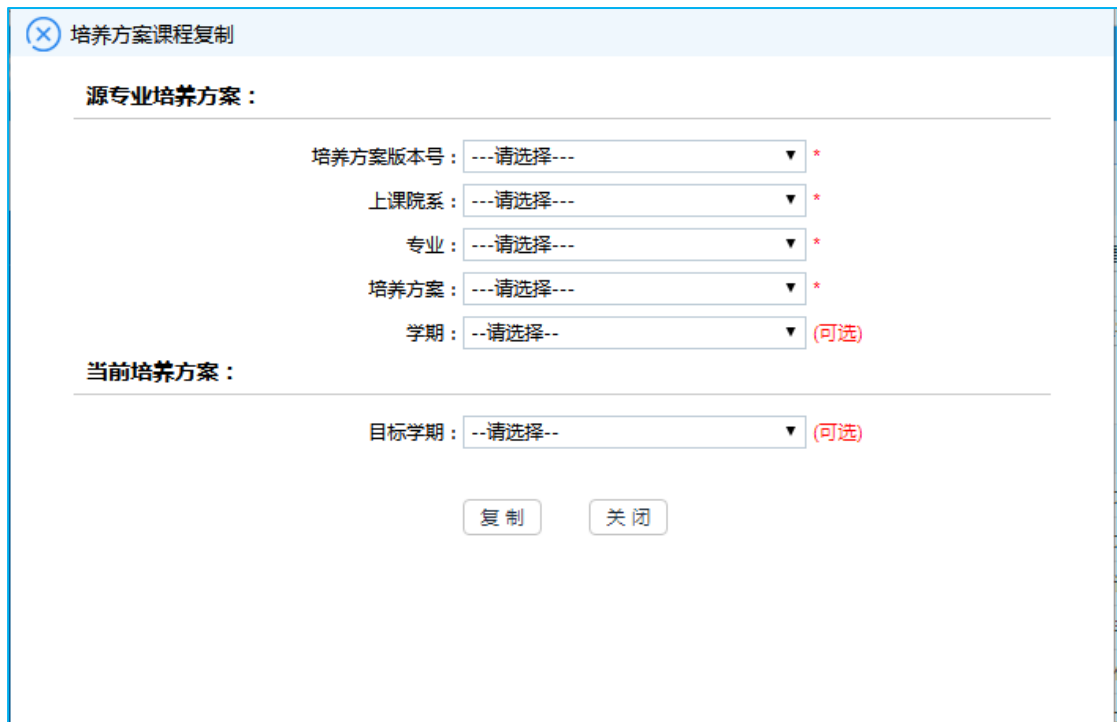 培养方案课程复制
源专业培养方案：
培养方案版本号： ---请选择--- *
上课院系： ---请选择--- *
专业： ---请选择--- *
培养方案： ---请选择--- *
学期： --请选择-- (可选)
当前培养方案：
目标学期： --请选择-- (可选)
复 制 关 闭